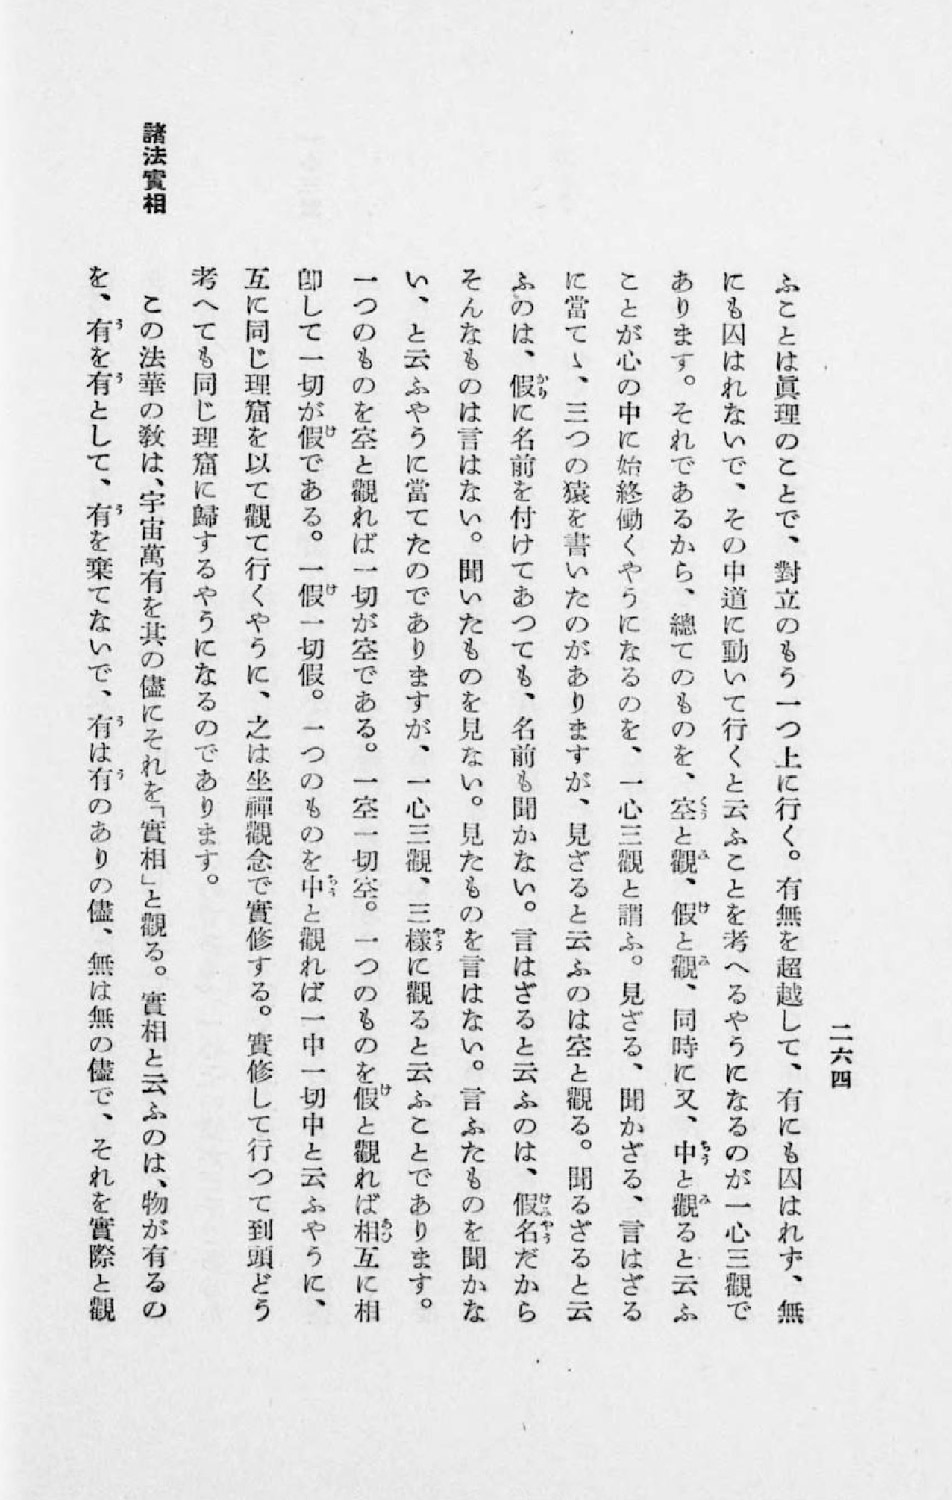 二六四
ふことは眞理のことで、對立のもう一つ上に行く。有無を超越して、有にも囚はれず、無
にも囚はれないで、その中道に動いて行くと云ふことを考へるやうになるのが一心三觀で
あります。それであるから、總てのものを、空と觀、假と觀、同時に又、中と觀ると云ふ
ことが心の中に始終働くやうになるのを、一心三觀と謂ふ。見ざる、聞かざる、言はざる
に當てゝ、三つの猿を書いたのがありますが、見ざると云ふのは空と觀る。聞るざると云
ふのは、假に名前を付けてあつても、名前も聞かない。言はざると云ふのは、假名だから
そんなものは言はない。聞いたものを見ない。見たものを言はない。言ふたものを聞かな
い、と云ふやうに當てたのでありますが、一心三觀、三樣に觀ると云ふことであります。
一つのものを空と觀れば一切が空である。一空一切空。一つのものを假と觀れば相互に相
卽して一切が假である。一假一切假。一つのものを中と觀れば一中一切中と云ふやうに、
互に同じ理窟を以て觀て行くやうに、之は坐禪觀念で實修する。實修して行つて到頭どう
考へても同じ理窟に歸するやうになるのであります。
諸法實相
この法華の敎は、宇宙萬有を其の儘にそれを「實相」と觀る。實相と云ふのは、物が有るの
を、有を有として、有を棄てないで、有は有のありの儘、無は無の儘で、それを實際と觀